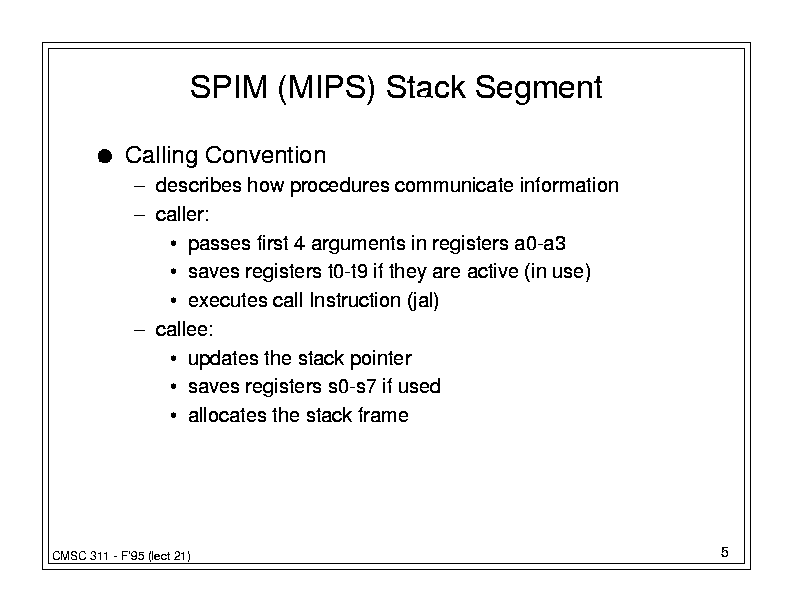 SPIM (MIPS) Stack Segment
● Calling Convention
– describes how procedures communicate information
– caller:
• passes first 4 arguments in registers a0-a3
• saves registers t0-t9 if they are active (in use)
• executes call Instruction (jal)
– callee:
• updates the stack pointer
• saves registers s0-s7 if used
• allocates the stack frame
CMSC 311 - F'95 (lect 21)
5